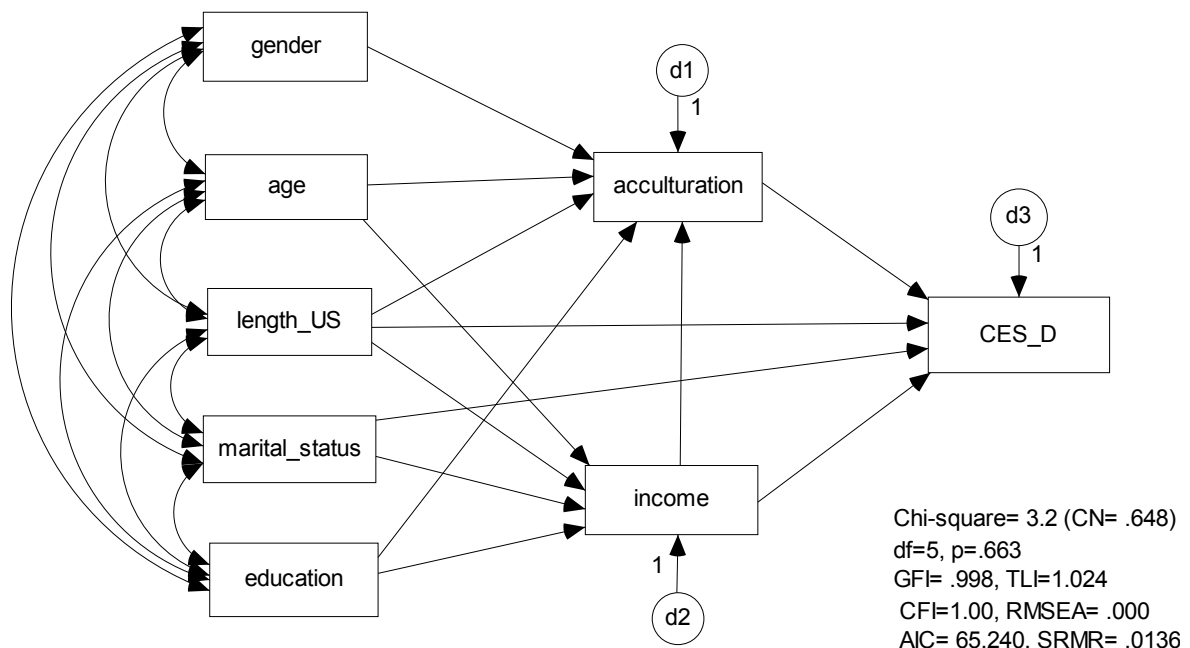 gender
d1
1
age
acculturation
d3
1
length_US
CES_D
marital_status
income
education
1
d2
Chi-square= 3.2 (CN= .648)
df=5, p=.663
GFI= .998, TLI=1.024
CFI=1.00, RMSEA= .000
AIC= 65.240, SRMR= .0136